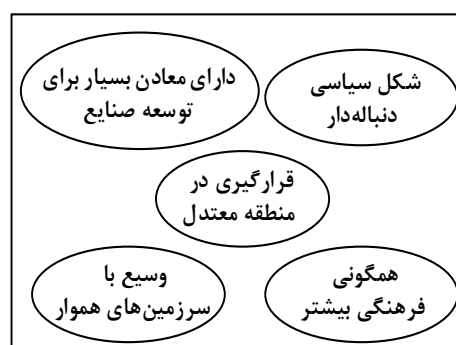 شکل سیاسی
دنباله‌دار
دارای معادن بسیار برای
توسعه صنایع
قرارگیری در
منطقه معتدل
همگونی
فرهنگی بیشتر
وسیع با
سرزمین‌های هموار